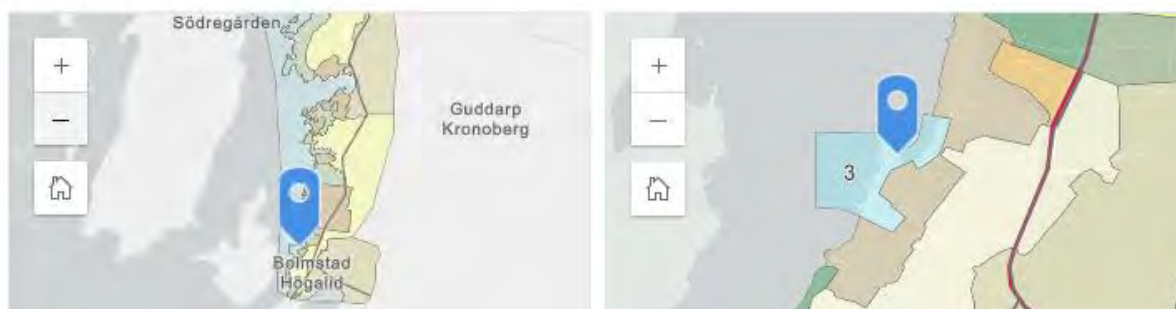 Södregården
+
−
Guddarp
Kronoberg
Bolmstad
Högalid
+
−
3